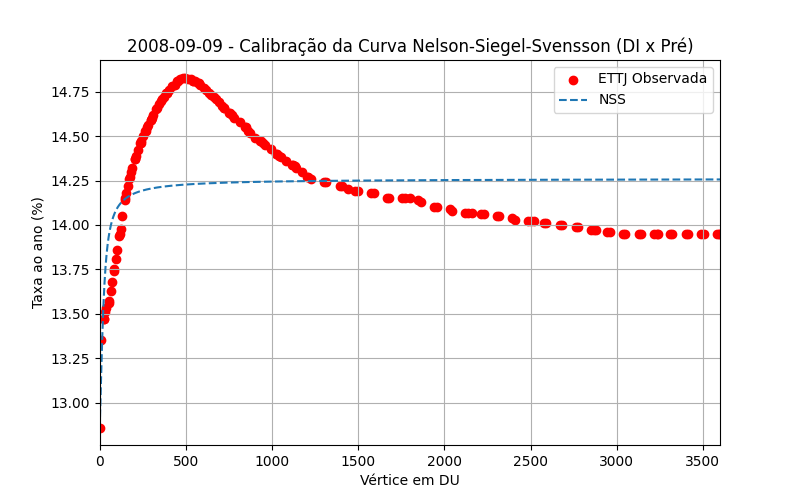 2008-09-09 - Calibração da Curva Nelson-Siegel-Svensson (DI x Pré)
ETTJ Observada
NSS
Taxa ao ano (%)
14.75
14.50
14.25
14.00
13.75
13.50
13.25
13.00
0 500 1000 1500 2000 2500 3000 3500
Vértice em DU